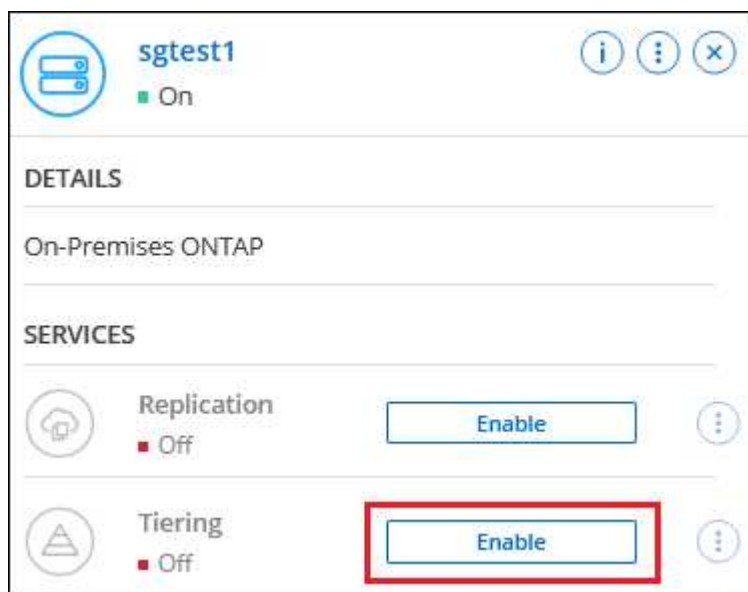 sgtest1
On
DETAILS
On-Premises ONTAP
SERVICES
Replication
Enable
Off
Tiering
Enable
Off